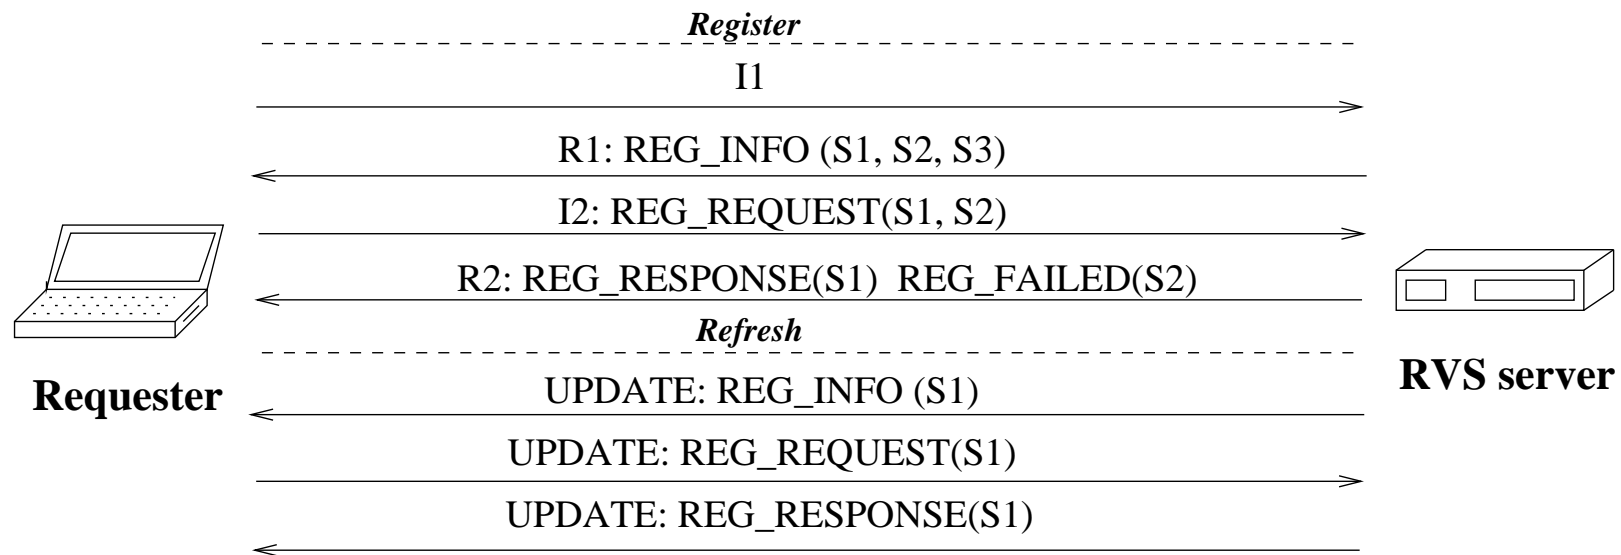 Register
I1
R1: REG_INFO (S1, S2, S3)
I2: REG_REQUEST(S1, S2)
R2: REG_RESPONSE(S1)  REG_FAILED(S2)
Refresh
Requester
RVS server
UPDATE: REG_INFO (S1)
UPDATE: REG_REQUEST(S1)
UPDATE: REG_RESPONSE(S1)